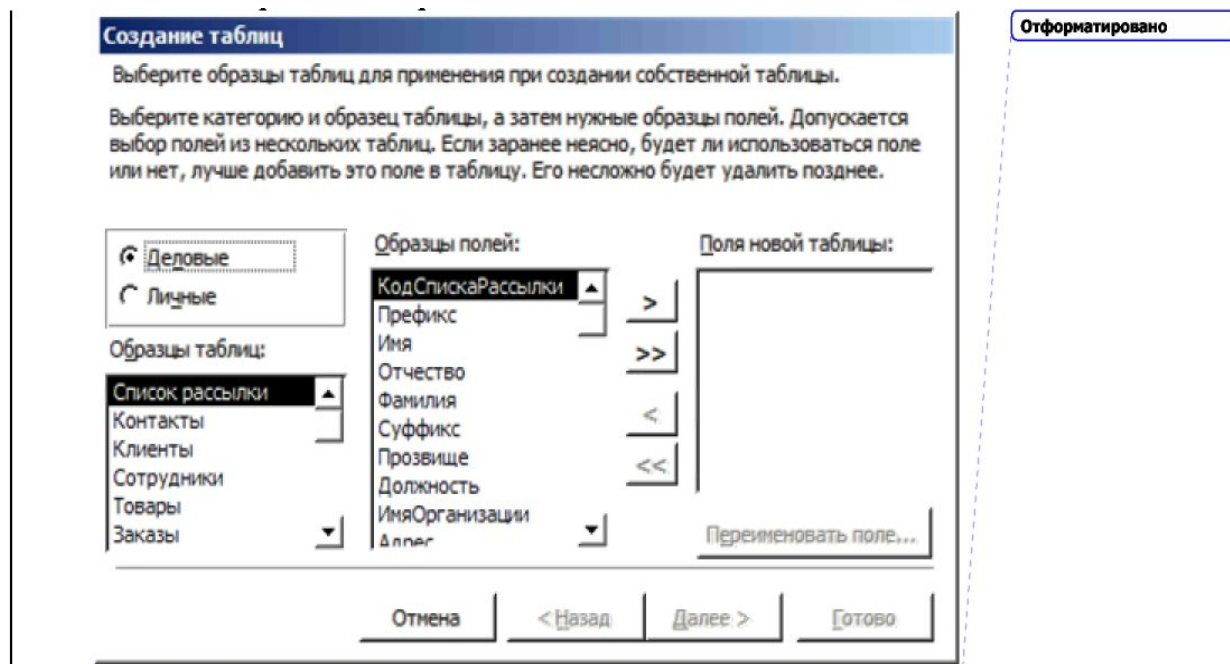 Создание таблиц
Отформатировано
Выберите образцы таблиц для применения при создании собственной таблицы.
Выберите категорию и образец таблицы, а затем нужные образцы полей. Допускается
выбор полей из нескольких таблиц. Если заранее неясно, будет ли использоваться поле
или нет, лучше добавить это поле в таблицу. Его несложно будет удалить позднее.
Деловые
Личные
Образцы таблиц:
Список рассылки
Контакты
Клиенты
Сотрудники
Товары
Заказы
Образцы полей:
КодСпискаРассылки
Префикс
Имя
Отчество
Фамилия
Суффикс
Прозвище
Должность
ИмяОрганизации
Адрес
>
>>
<
<<
Поля новой таблицы:
Переименовать поле...
Отмена
< Назад
Далее >
Готово